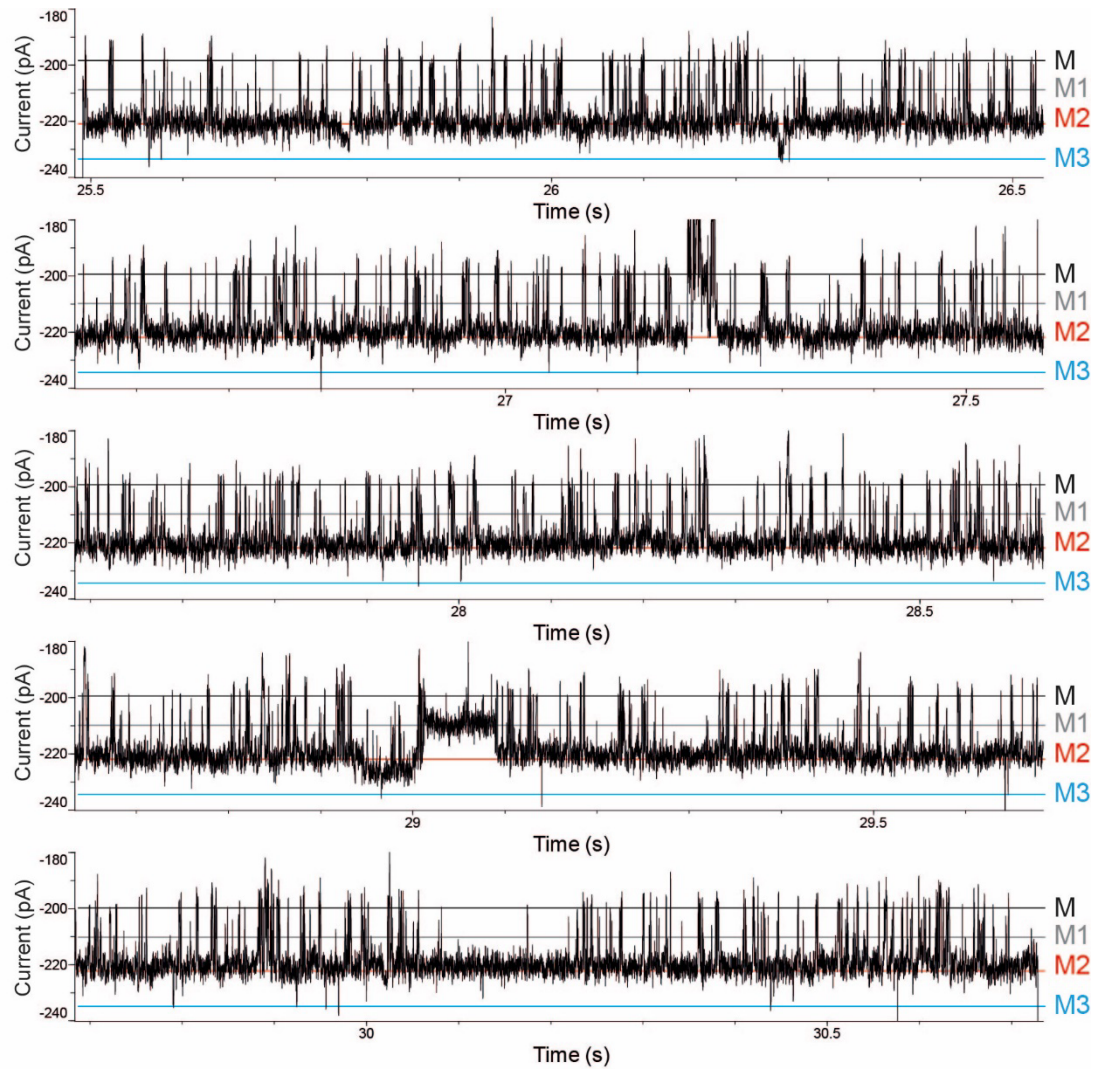 Current (pA)
-180
-200
-220
-240
M
M1
M2
M3
25.5 26 26.5
Time (s)
Current (pA)
-180
-200
-220
-240
M
M1
M2
M3
27 27.5
Time (s)
Current (pA)
-180
-200
-220
-240
M
M1
M2
M3
28 28.5
Time (s)
Current (pA)
-180
-200
-220
-240
M
M1
M2
M3
29 29.5
Time (s)
Current (pA)
-180
-200
-220
-240
M
M1
M2
M3
30 30.5
Time (s)